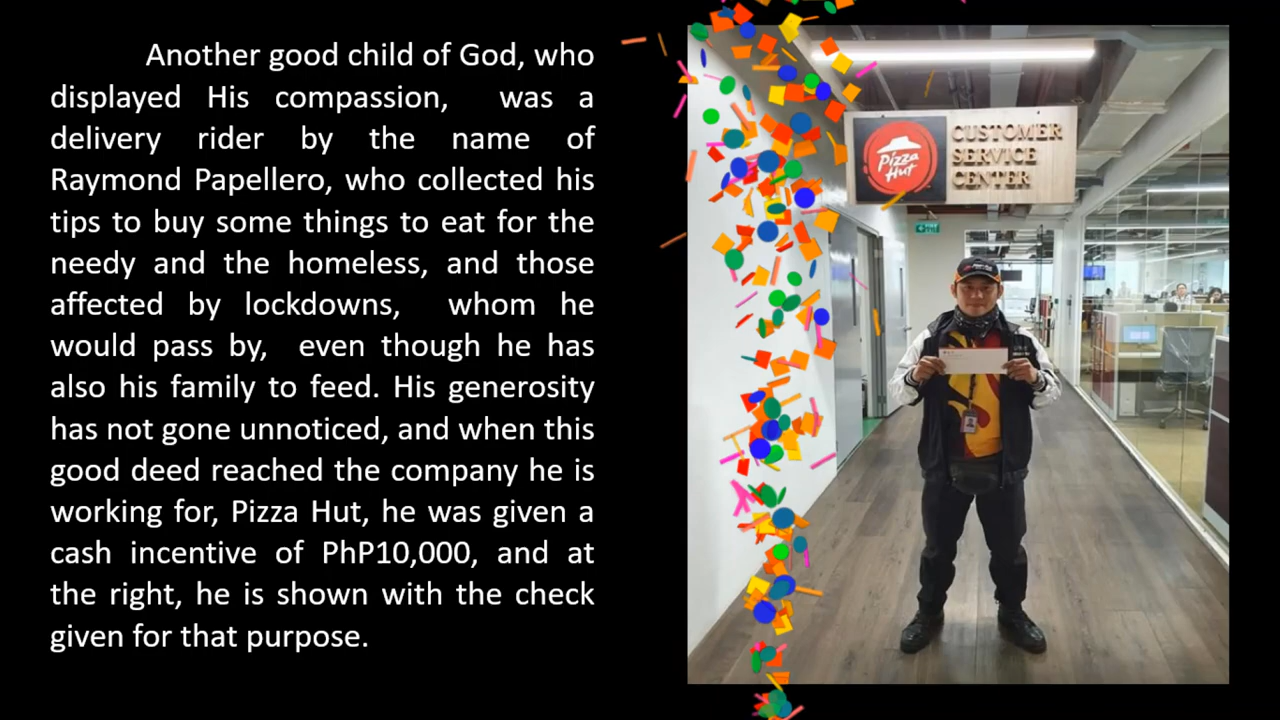 Another good child of God, who
displayed His compassion, was a
delivery rider by the name of
Raymond Papellero, who collected his
tips to buy some things to eat for the
needy and the homeless, and those
affected by lockdowns, whom he
would pass by, even though he has
also his family to feed. His generosity
has not gone unnoticed, and when this
good deed reached the company he is
working for, Pizza Hut, he was given a
cash incentive of PhP10,000, and at
the right, he is shown with the check
given for that purpose.
Pizza
Hut
CUSTOMER
SERVICE
CENTER